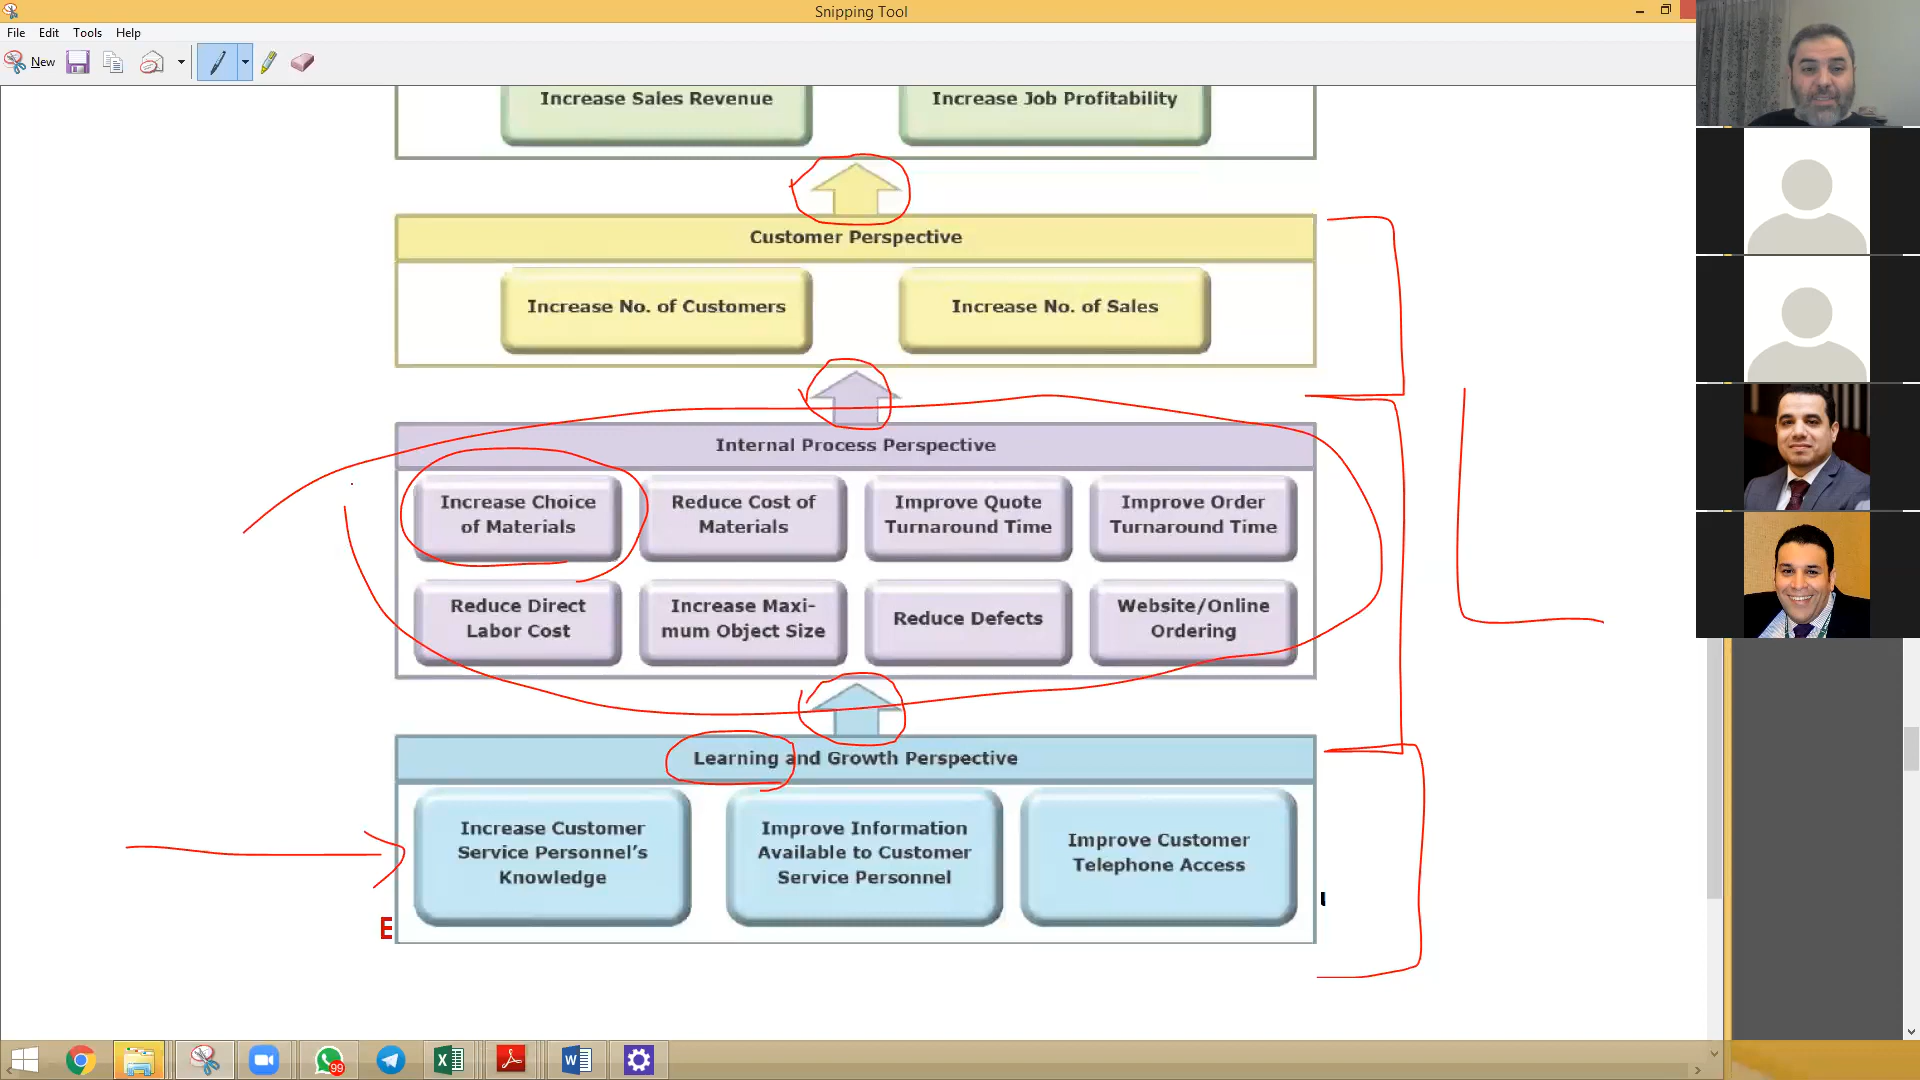 Snipping Tool
File Edit Tools Help
New
Increase Sales Revenue
Increase Job Profitability
Customer Perspective
Increase No. of Customers
Increase No. of Sales
Internal Process Perspective
Increase Choice
of Materials
Reduce Cost of
Materials
Improve Quote
Turnaround Time
Improve Order
Turnaround Time
Reduce Direct
Labor Cost
Increase Maxi-
mum Object Size
Reduce Defects
Website/Online
Ordering
Learning and Growth Perspective
Increase Customer
Service Personnel's
Knowledge
Improve Information
Available to Customer
Service Personnel
Improve Customer
Telephone Access
E
99